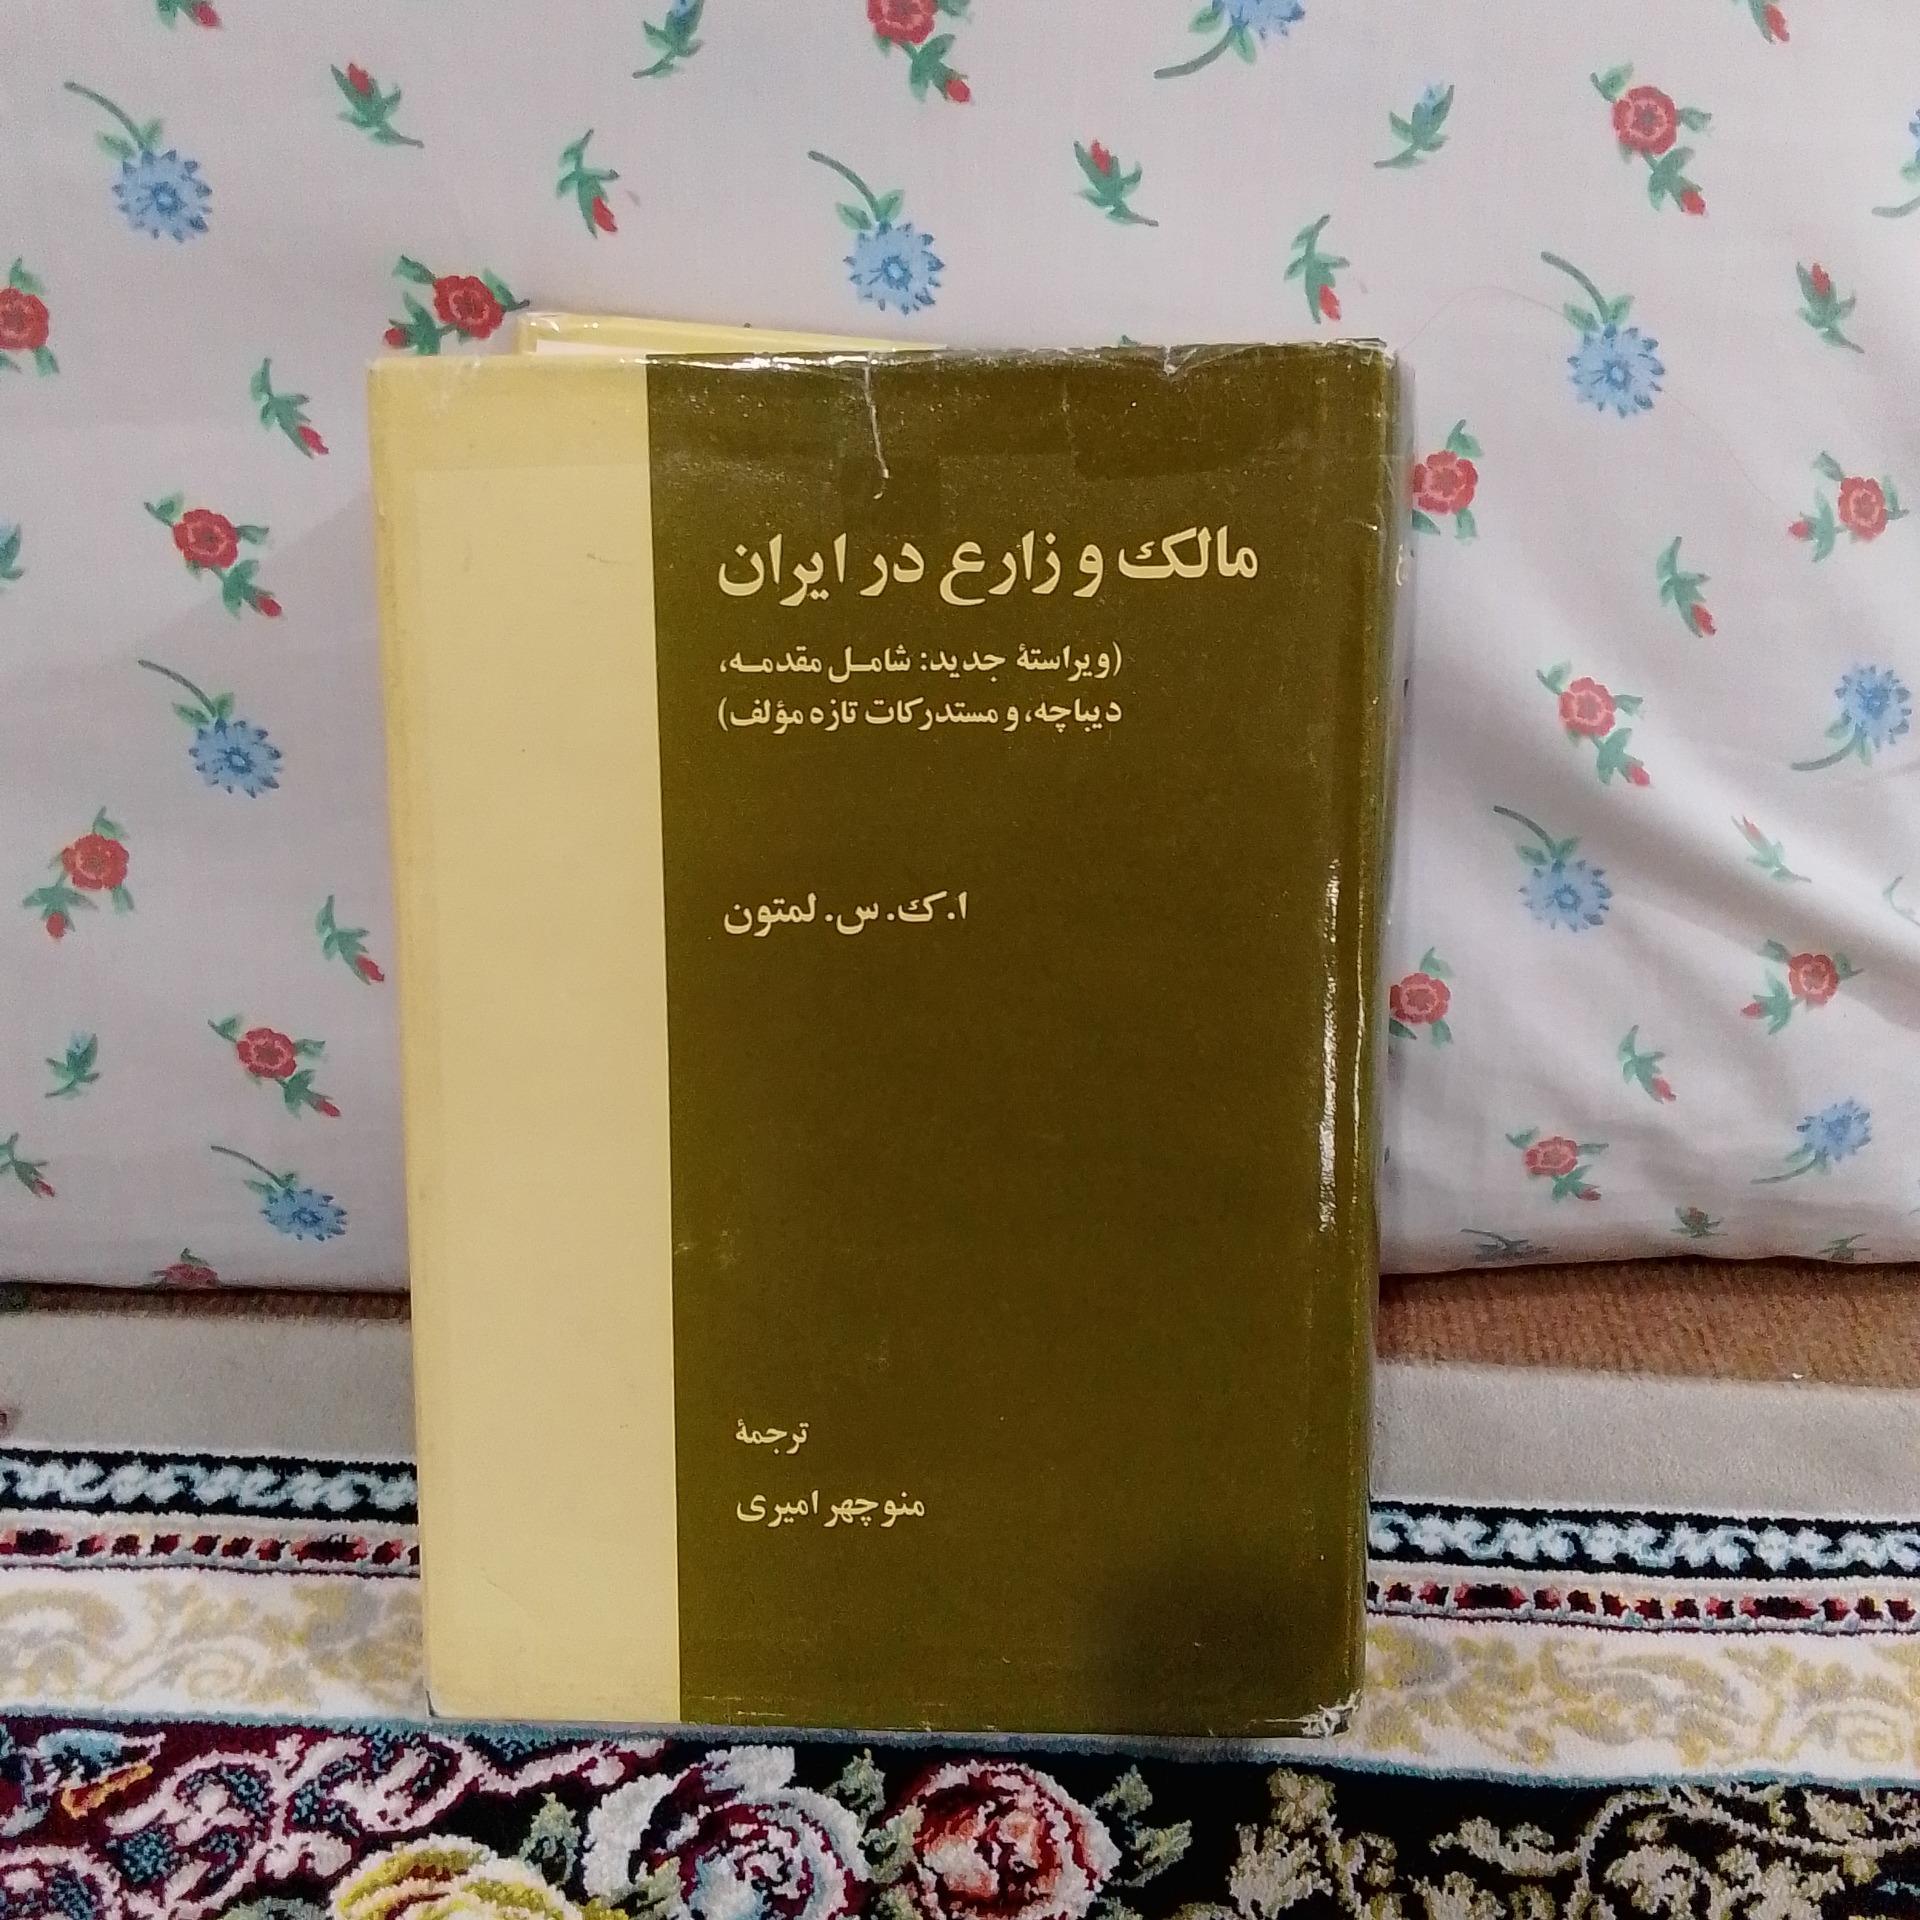 مالک و زارع در ایران
(ویراستهٔ جدید: شامل مقدمه،
دیباچه، و مستدرکات تازه مؤلف)
ا. ک. س. لمتون
ترجمهٔ
منوچهر امیری